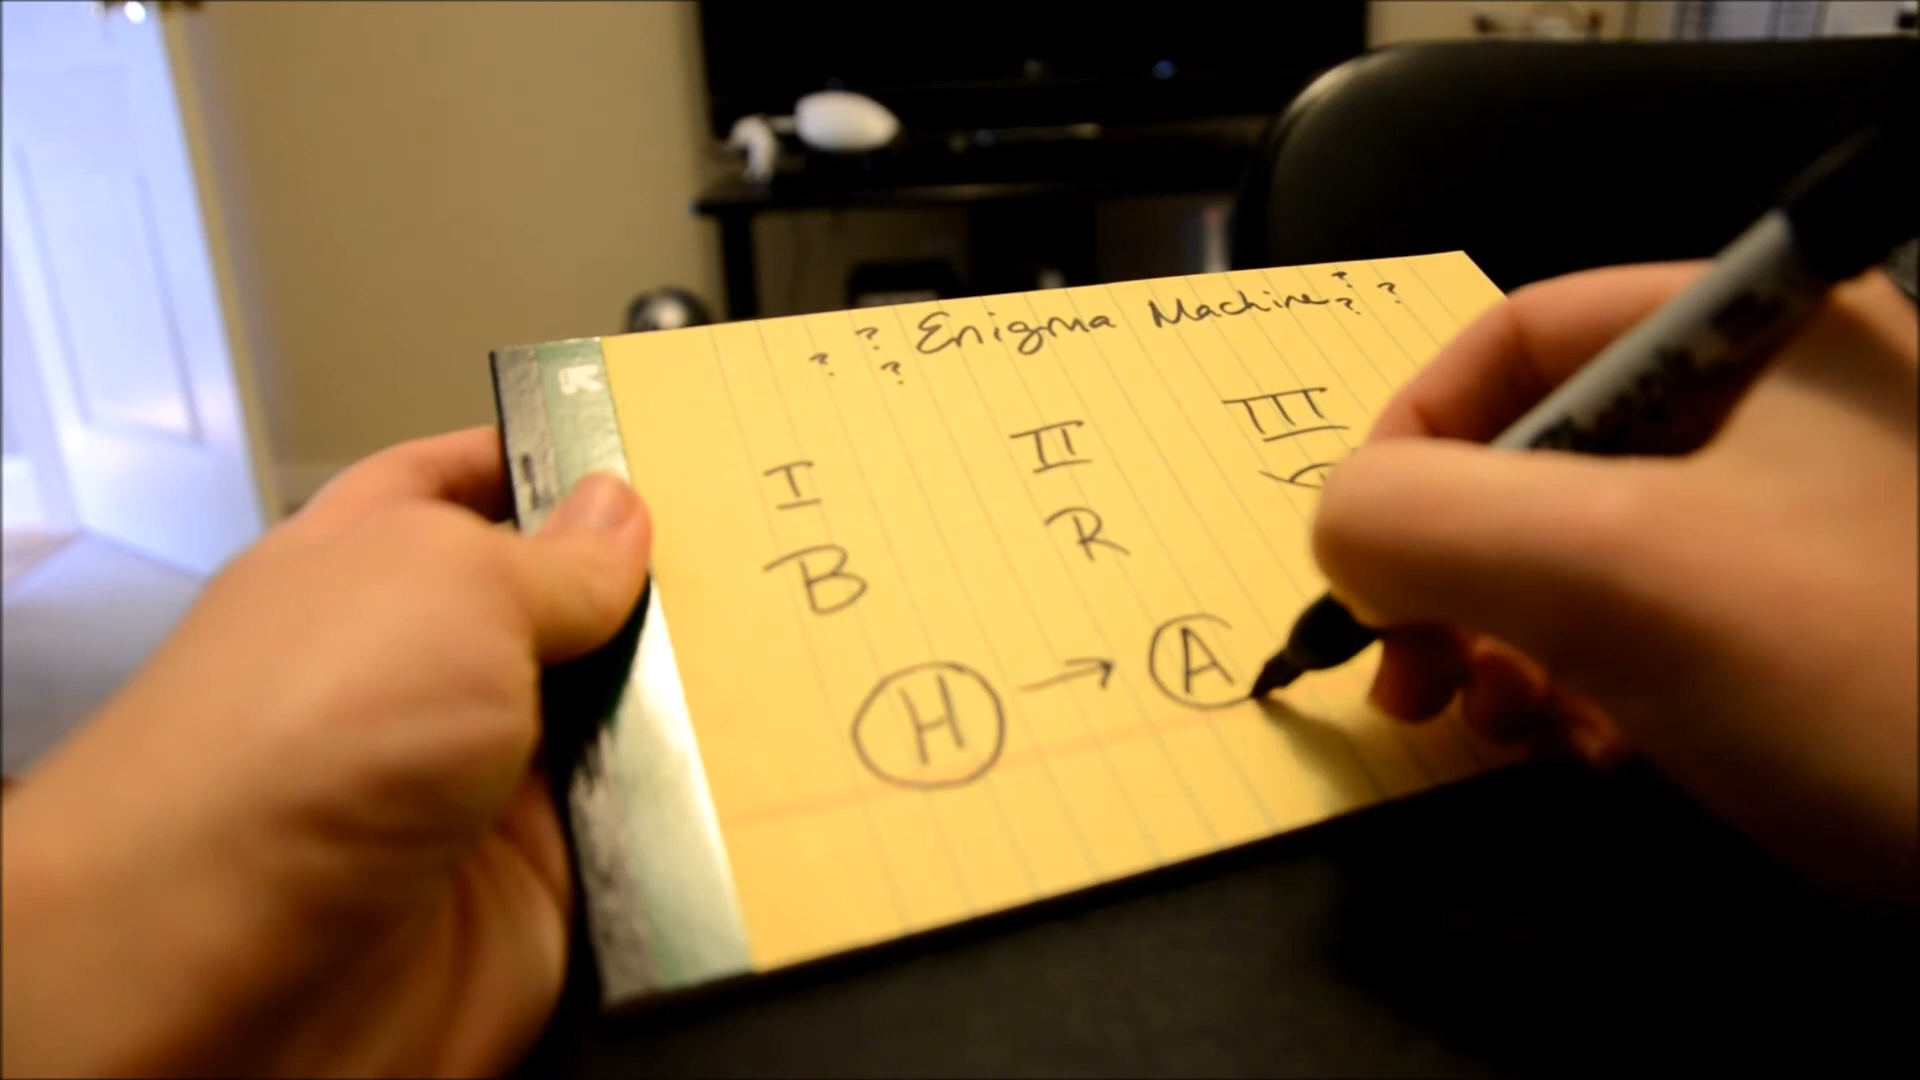 ? ? ? Enigma Machine ? ? ?
I II III
B R
H → A